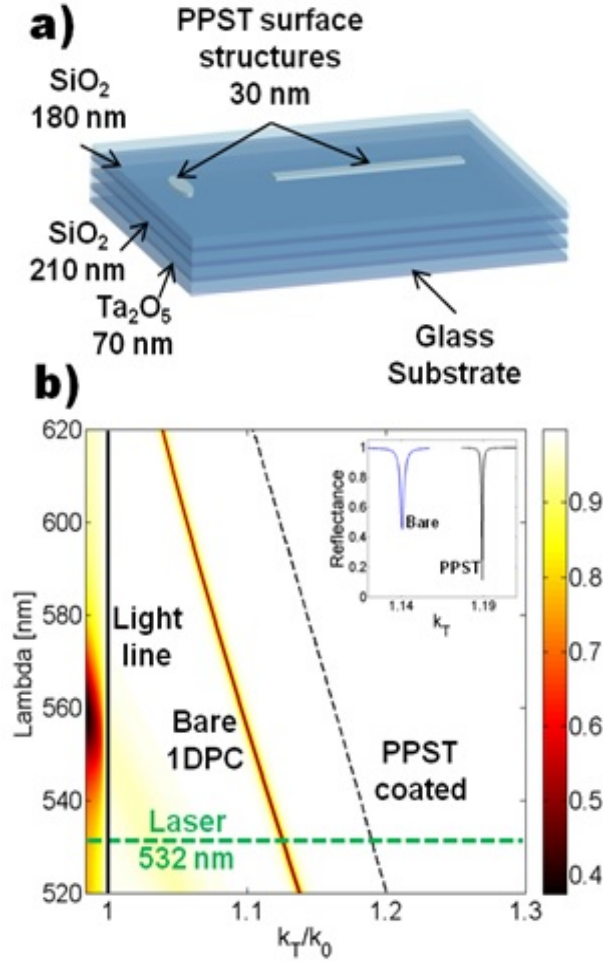 a)
PPST surface
structures
30 nm
SiO₂
180 nm
SiO₂
210 nm
Ta₂O₅
70 nm
Glass
Substrate
b)
620
600
580
560
540
520
Lambda [nm]
Light
line
Bare
1DPC
PPST
coated
Laser
532 nm
1
1.1
1.2
1.3
k_T/k_0
1
0.8
0.6
0.4
0.2
0
Reflectance
Bare
PPST
1.14
1.19
k_T
0.9
0.8
0.7
0.6
0.5
0.4